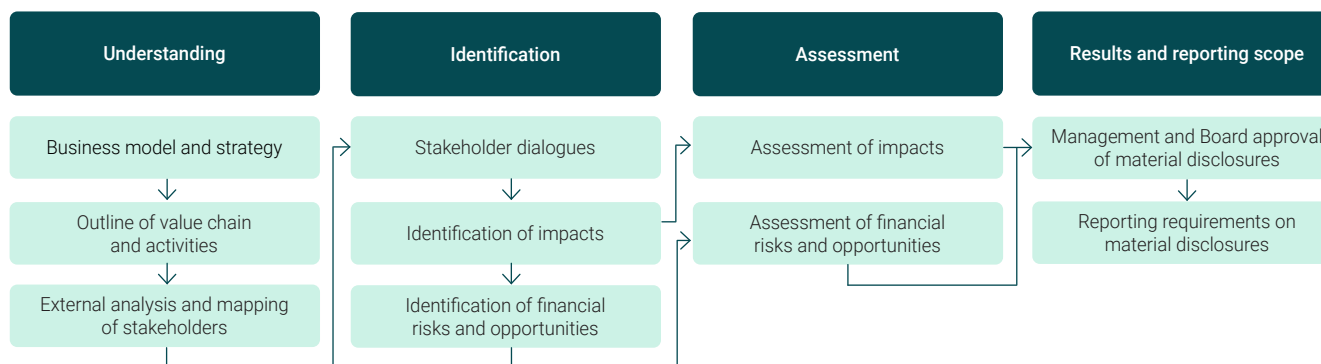 Understanding
Business model and strategy
Outline of value chain
and activities
External analysis and mapping
of stakeholders
Identification
Stakeholder dialogues
Identification of impacts
Identification of financial
risks and opportunities
Assessment
Assessment of impacts
Assessment of financial
risks and opportunities
Results and reporting scope
Management and Board approval
of material disclosures
Reporting requirements on
material disclosures